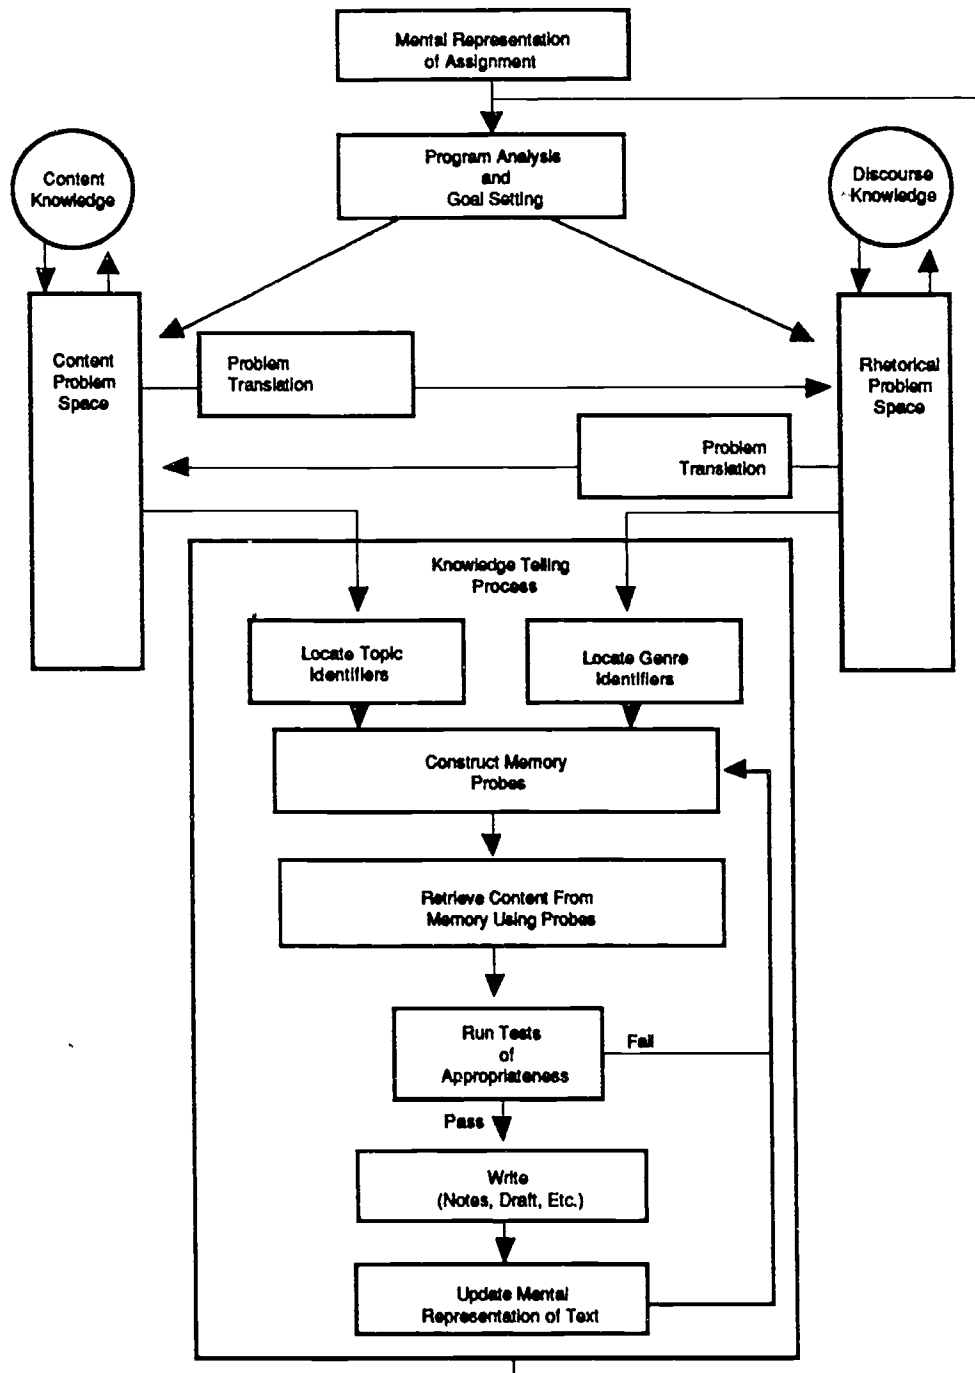 Mental Representation
of Assignment
Program Analysis
and
Goal Setting
Content
Knowledge
Discourse
Knowledge
Content
Problem
Space
Problem
Translation
Rhetorical
Problem
Space
Problem
Translation
Knowledge Telling
Process
Locate Topic
Identifiers
Locate Genre
Identifiers
Construct Memory
Probes
Retrieve Content From
Memory Using Probes
Run Tests
of
Appropriateness
Fail
Pass
Write
(Notes, Draft, Etc.)
Update Mental
Representation of Text